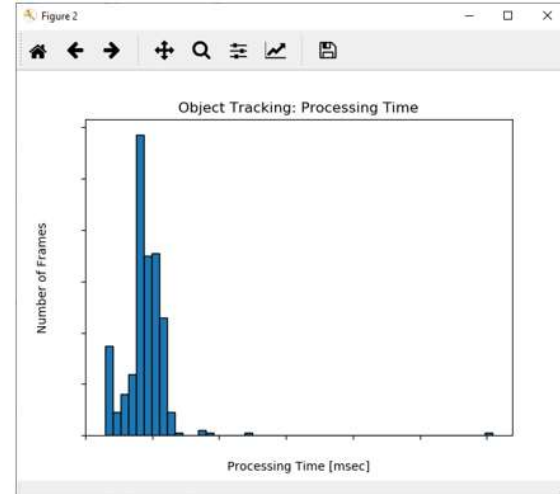 Figure 2
Object Tracking: Processing Time
Number of Frames
Processing Time [msec]